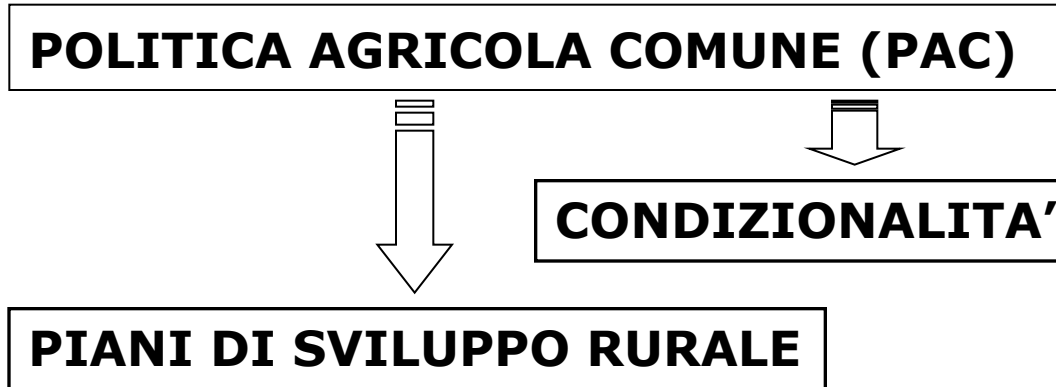 POLITICA AGRICOLA COMUNE (PAC)
CONDIZIONALITA’
PIANI DI SVILUPPO RURALE